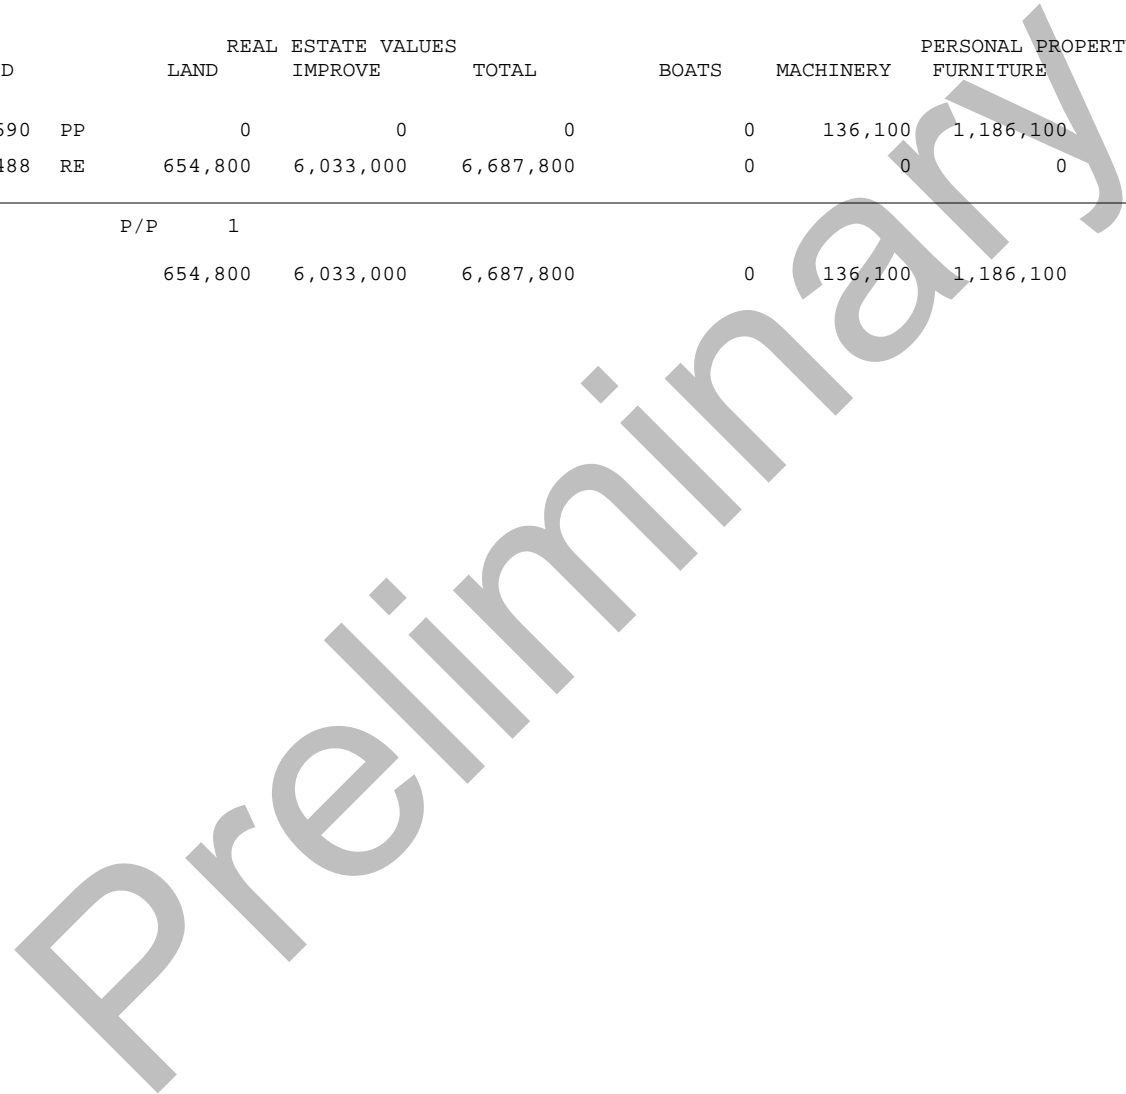 REAL ESTATE VALUES PERSONAL PROPERT
D LAND IMPROVE TOTAL BOATS MACHINERY FURNITURE
590 PP 0 0 0 0 136,100 1,186,100
488 RE 654,800 6,033,000 6,687,800 0 0 0
P/P 1
654,800 6,033,000 6,687,800 0 136,100 1,186,100
Preliminary